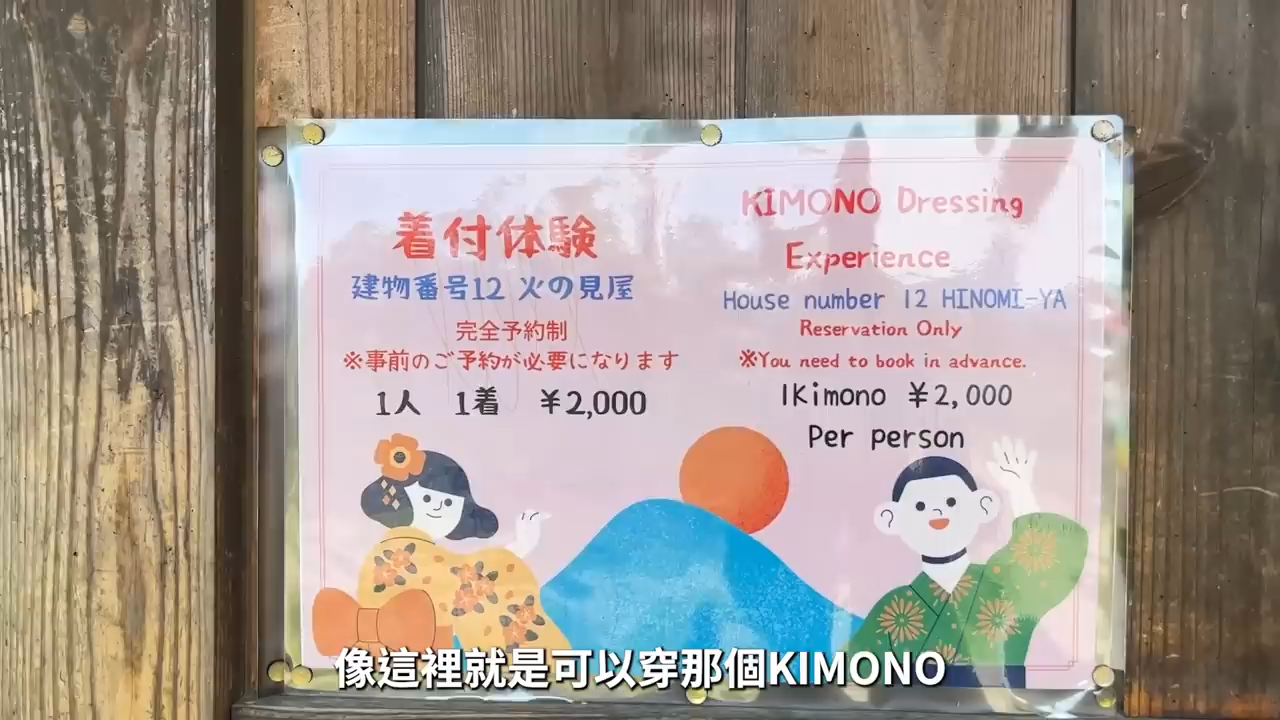 着付体験
建物番号12 火の見屋
完全予約制
※事前のご予約が必要になります
1人 1着 ¥2,000
KIMONO Dressing
Experience
House number 12 HINOMI-YA
Reservation Only
※You need to book in advance.
1Kimono ¥2,000
Per person
像這裡就是可以穿那個KIMONO